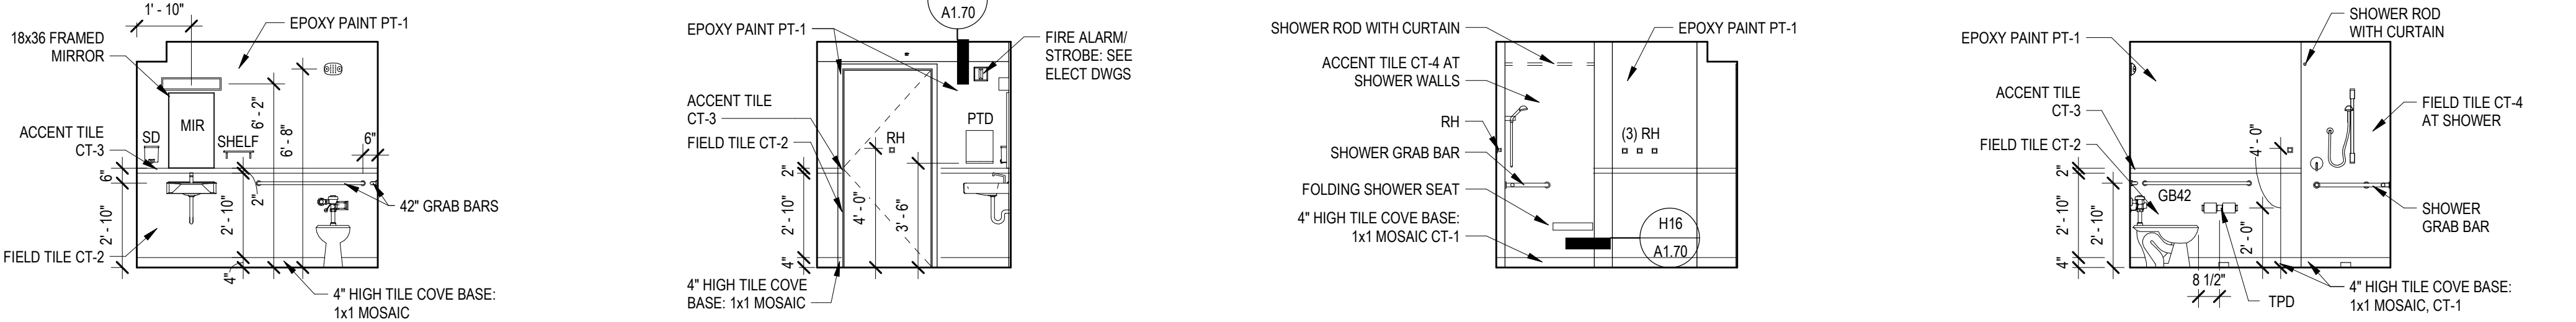 1' - 10"
EPOXY PAINT PT-1
18x36 FRAMED
MIRROR
6' - 2"
6' - 8"
MIR
SD
SHELF
6"
ACCENT TILE
CT-3
6"
2"
42" GRAB BARS
2' - 10"
2' - 10"
FIELD TILE CT-2
4"
4" HIGH TILE COVE BASE:
1x1 MOSAIC
A1.70
EPOXY PAINT PT-1
FIRE ALARM/
STROBE: SEE
ELECT DWGS
ACCENT TILE
CT-3
FIELD TILE CT-2
RH
PTD
2"
2' - 10"
4' - 0"
3' - 6"
4"
4" HIGH TILE COVE
BASE: 1x1 MOSAIC
SHOWER ROD WITH CURTAIN
EPOXY PAINT PT-1
ACCENT TILE CT-4 AT
SHOWER WALLS
RH
(3) RH
SHOWER GRAB BAR
FOLDING SHOWER SEAT
4" HIGH TILE COVE BASE:
1x1 MOSAIC CT-1
H16
A1.70
SHOWER ROD
WITH CURTAIN
EPOXY PAINT PT-1
ACCENT TILE
CT-3
FIELD TILE CT-4
AT SHOWER
FIELD TILE CT-2
4' - 0"
2"
GB42
2' - 10"
2' - 10"
2' - 0"
SHOWER
GRAB BAR
4"
8 1/2"
TPD
4" HIGH TILE COVE BASE:
1x1 MOSAIC, CT-1